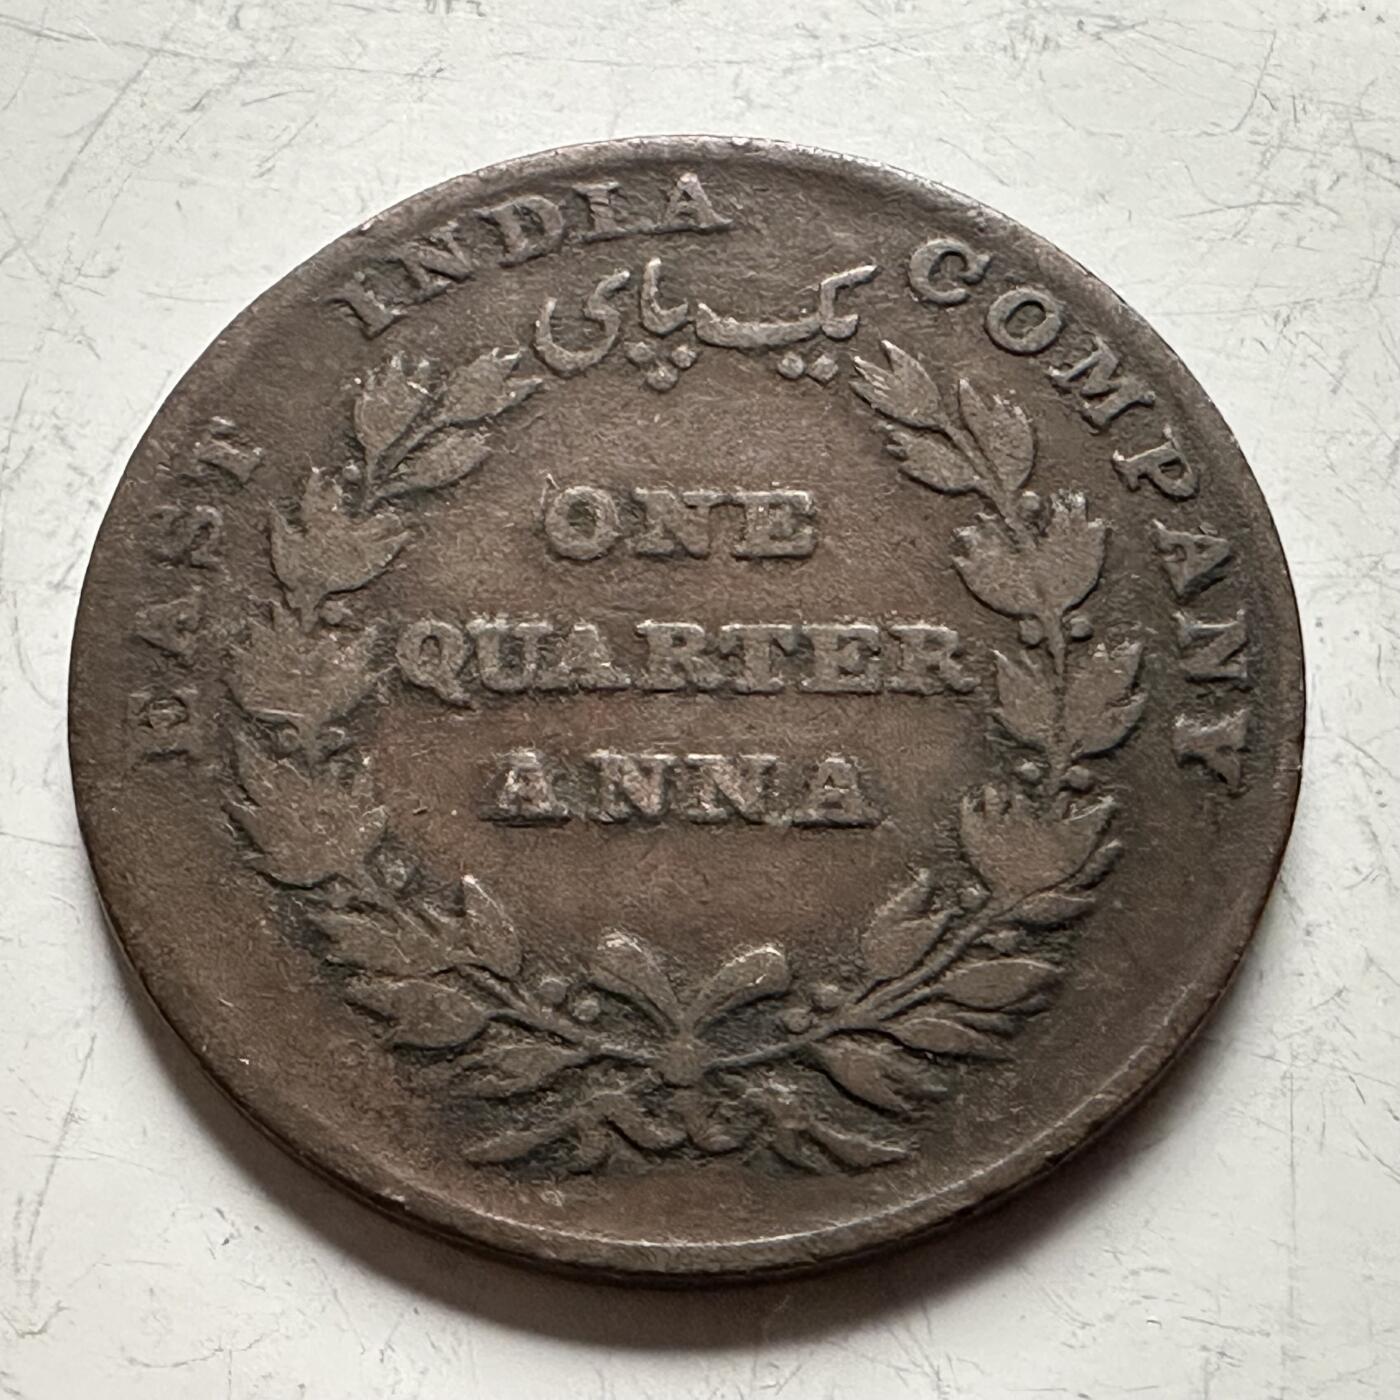 EAST INDIA COMPANY
یک پای
ONE
QUARTER
ANNA